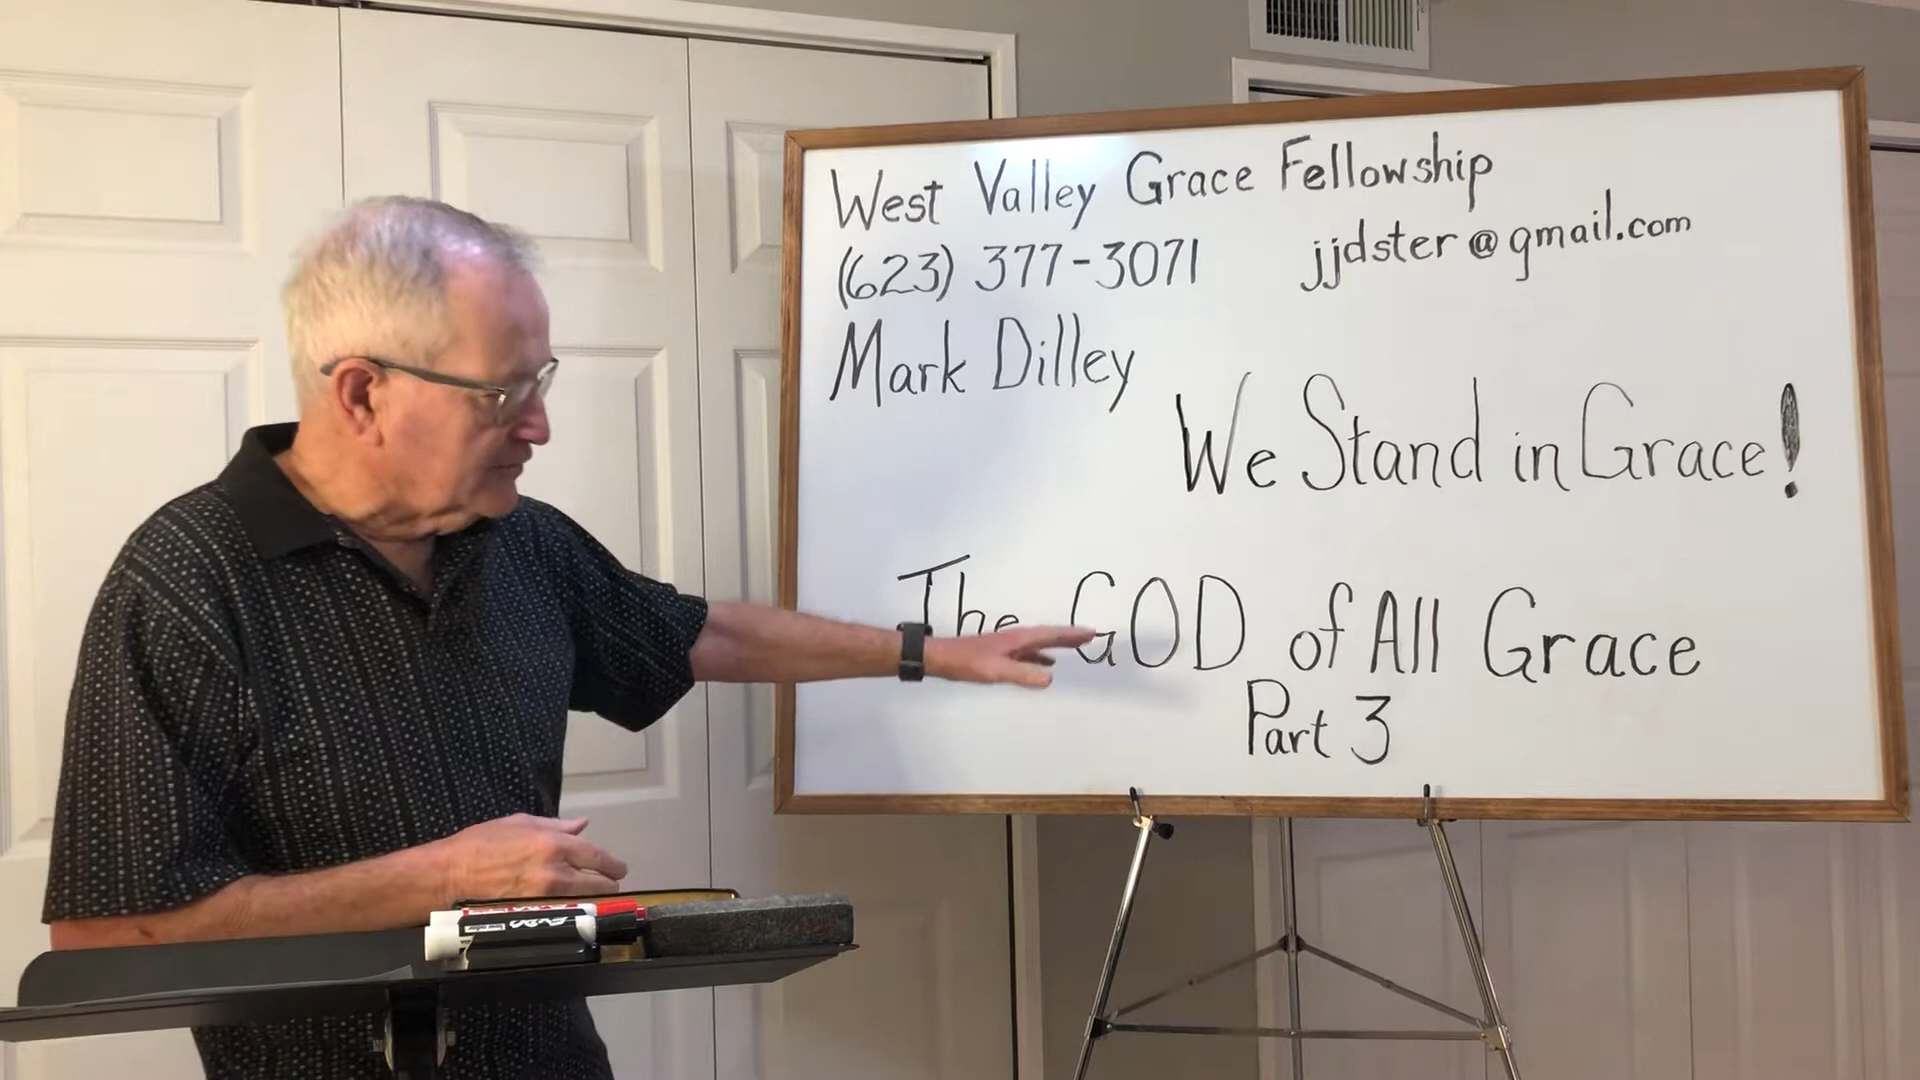 West Valley Grace Fellowship
(623) 377-3071 jjdster@gmail.com
Mark Dilley
We Stand in Grace!
The GOD of All Grace
Part 3
EXPO